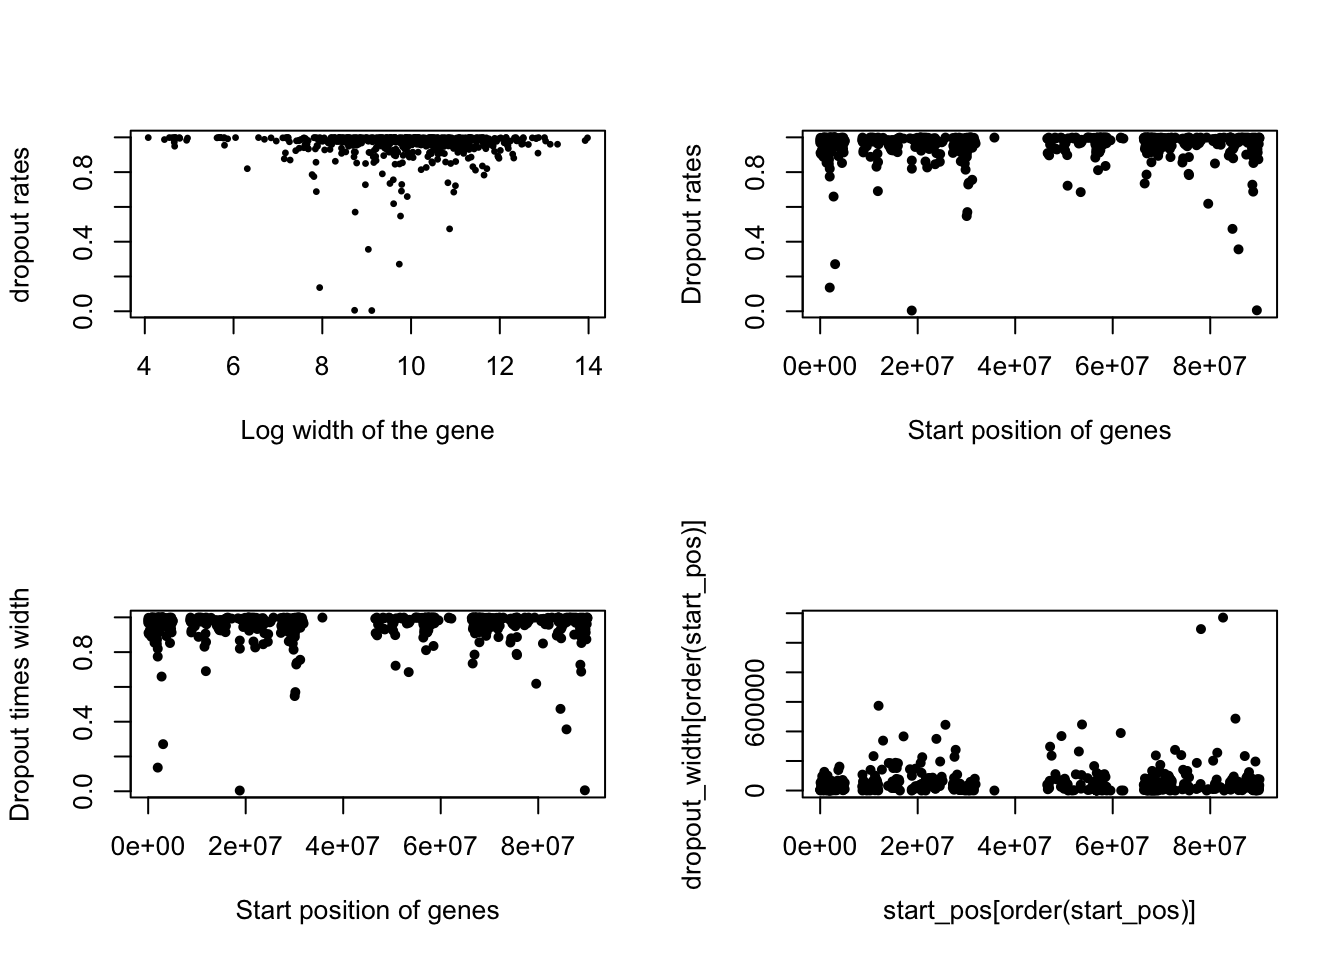 dropout rates
0.0 0.4 0.8
4 6 8 10 12 14
Log width of the gene
Dropout rates
0.0 0.4 0.8
0e+00 2e+07 4e+07 6e+07 8e+07
Start position of genes
Dropout times width
0.0 0.4 0.8
0e+00 2e+07 4e+07 6e+07 8e+07
Start position of genes
dropout_width[order(start_pos)]
0 600000
0e+00 2e+07 4e+07 6e+07 8e+07
start_pos[order(start_pos)]